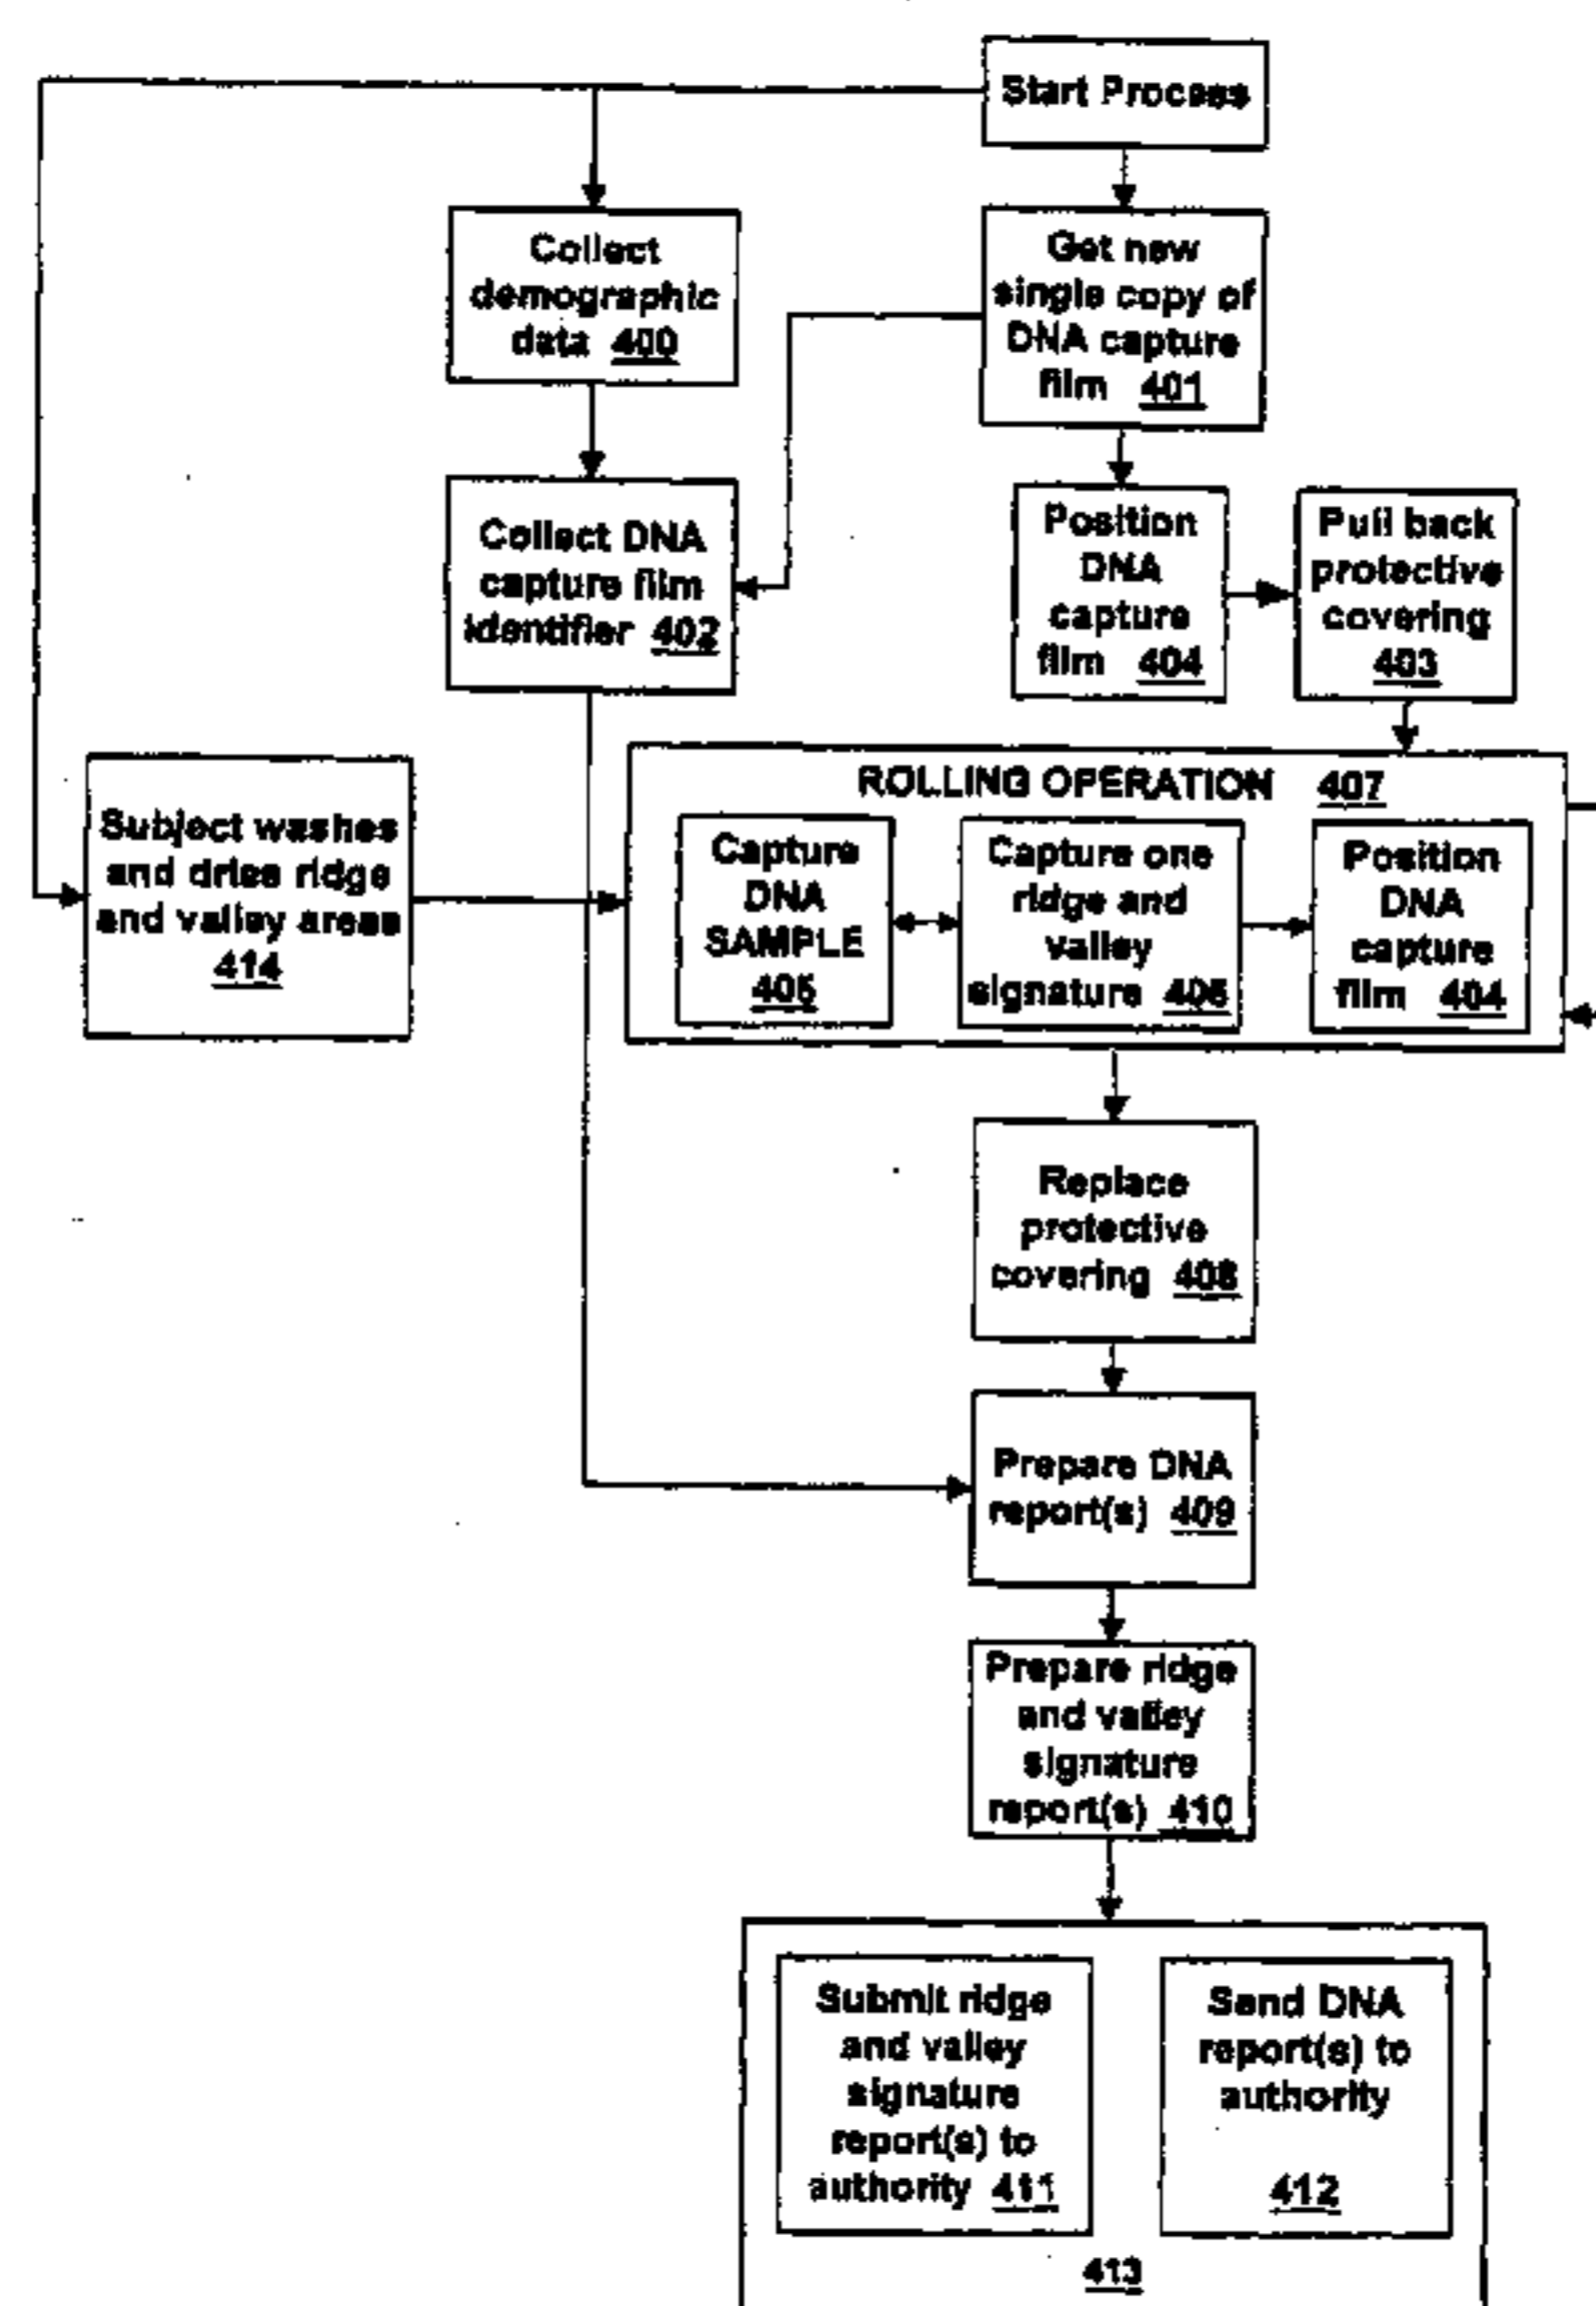 Start Process
Collect
demographic
data 400
Get new
single copy of
DNA capture
film 401
Collect DNA
capture film
identifier 402
Position
DNA
capture
film 404
Pull back
protective
covering
403
Subject washes
and dries ridge
and valley areas
414
ROLLING OPERATION 407
Capture
DNA
SAMPLE
Capture one
ridge and
valley
signature
Position
DNA
capture
film 404
Replace
protective
covering 408
Prepare DNA
report(s) 409
Prepare ridge
and valley
signature
report(s) 410
Submit ridge
and valley
signature
report(s) to
authority 411
Send DNA
report(s) to
authority
412
413